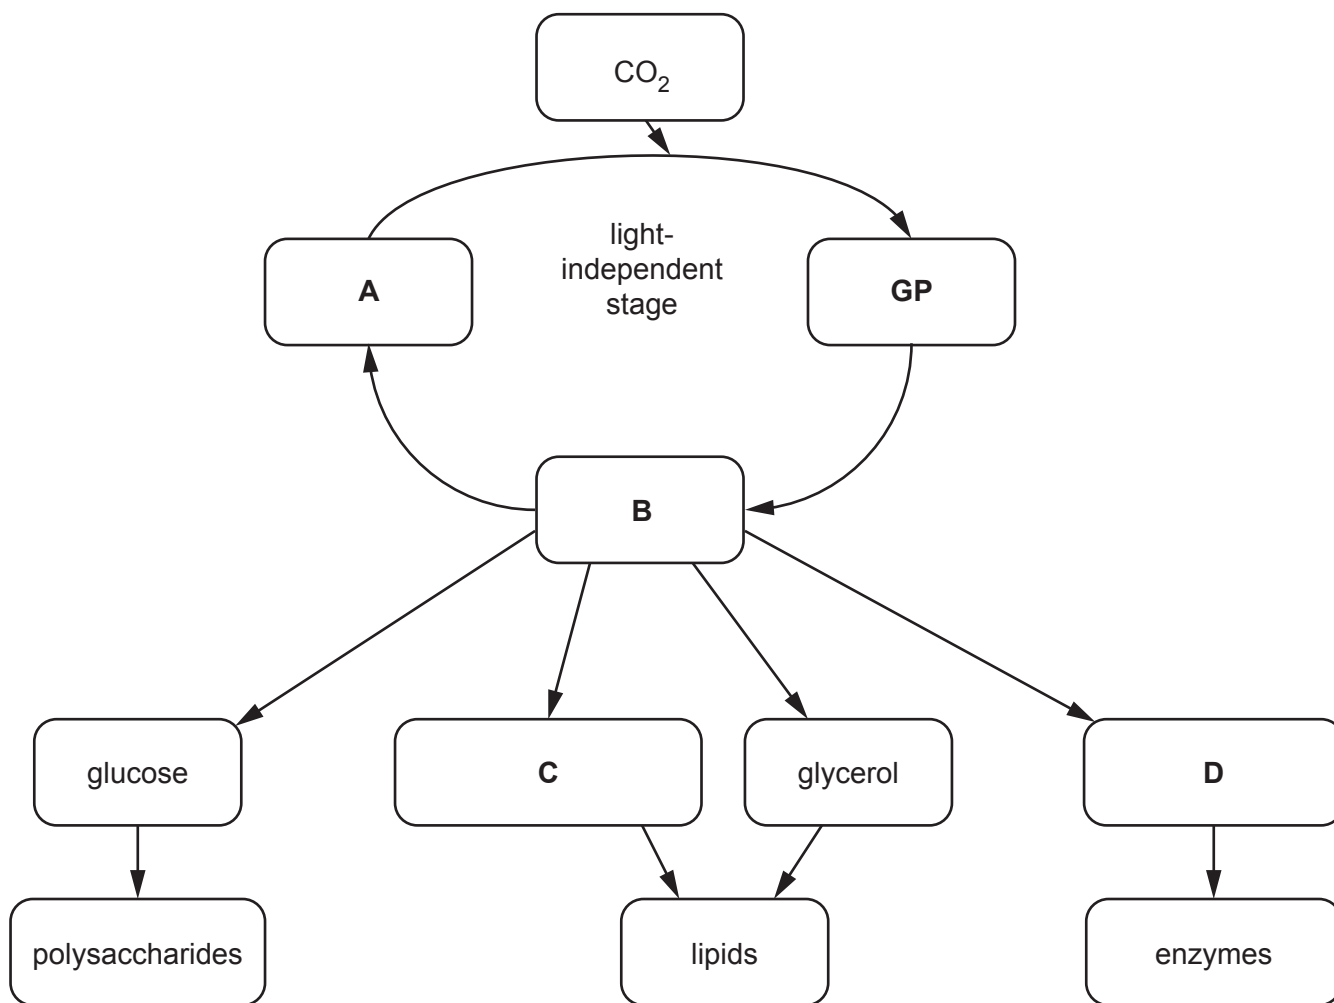 CO₂
light-
independent
stage
A
GP
B
glucose
C
glycerol
D
polysaccharides
lipids
enzymes